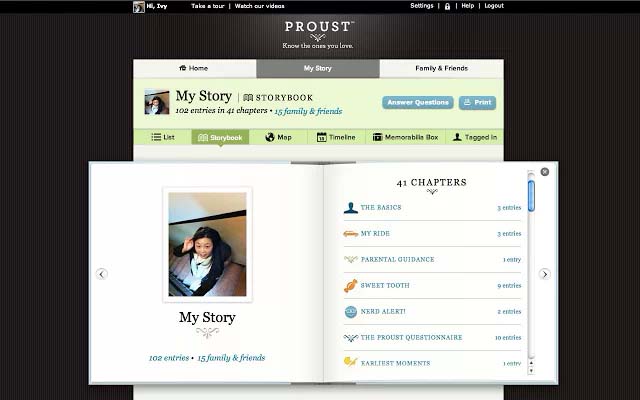 Hi, Ivy
Take a tour | Watch our videos
Settings | | Help | Logout
PROUST™
Know the ones you love.
Home
My Story
Family & Friends
My Story | STORYBOOK
102 entries in 41 chapters • 15 family & friends
Answer Questions
Print
List
Storybook
Map
Timeline
Memorabilia Box
Tagged In
My Story
102 entries • 15 family & friends
41 CHAPTERS
THE BASICS 3 entries
MY RIDE 3 entries
PARENTAL GUIDANCE 1 entry
SWEET TOOTH 9 entries
NERD ALERT! 2 entries
THE PROUST QUESTIONNAIRE 10 entries
EARLIEST MOMENTS 1 entry